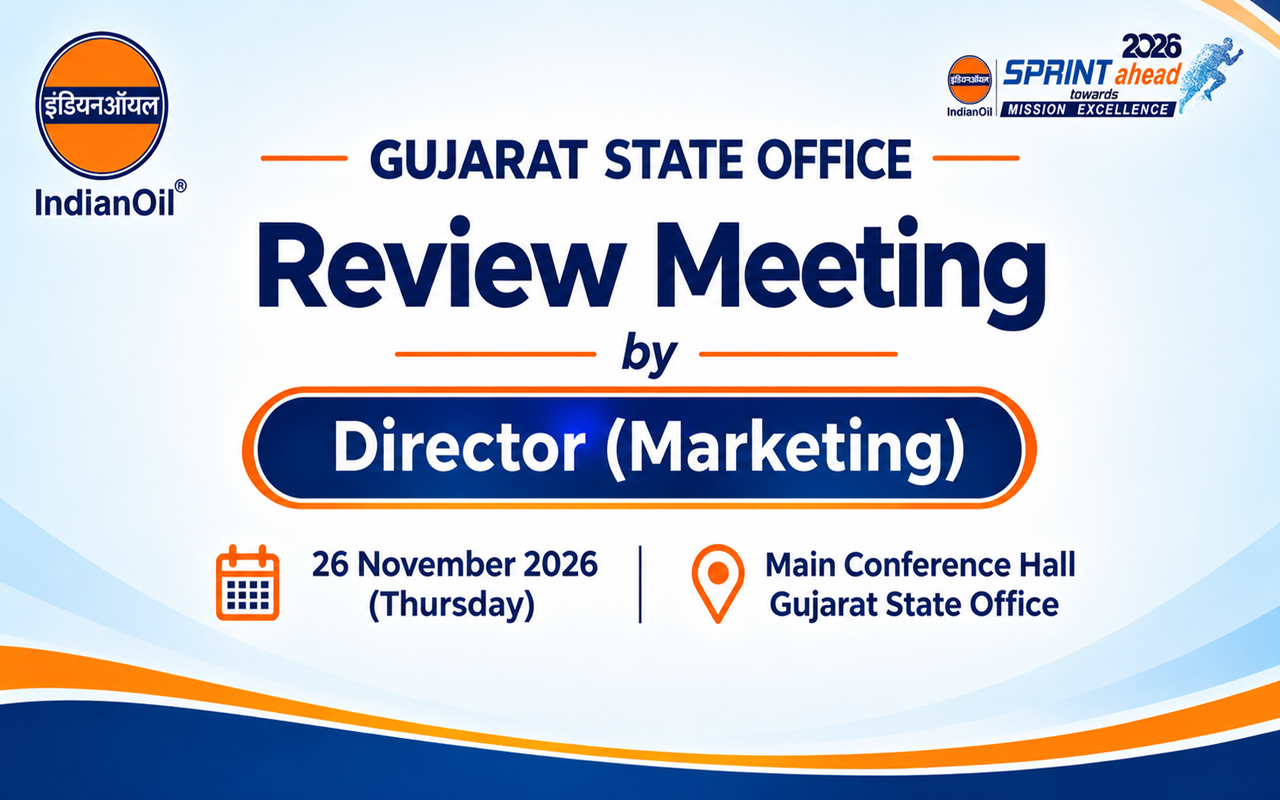 इंडियनऑयल
IndianOil®
इंडियनऑयल
IndianOil
2026
SPRINT ahead
towards
MISSION EXCELLENCE
GUJARAT STATE OFFICE
Review Meeting
by
Director (Marketing)
26 November 2026
(Thursday)
Main Conference Hall
Gujarat State Office